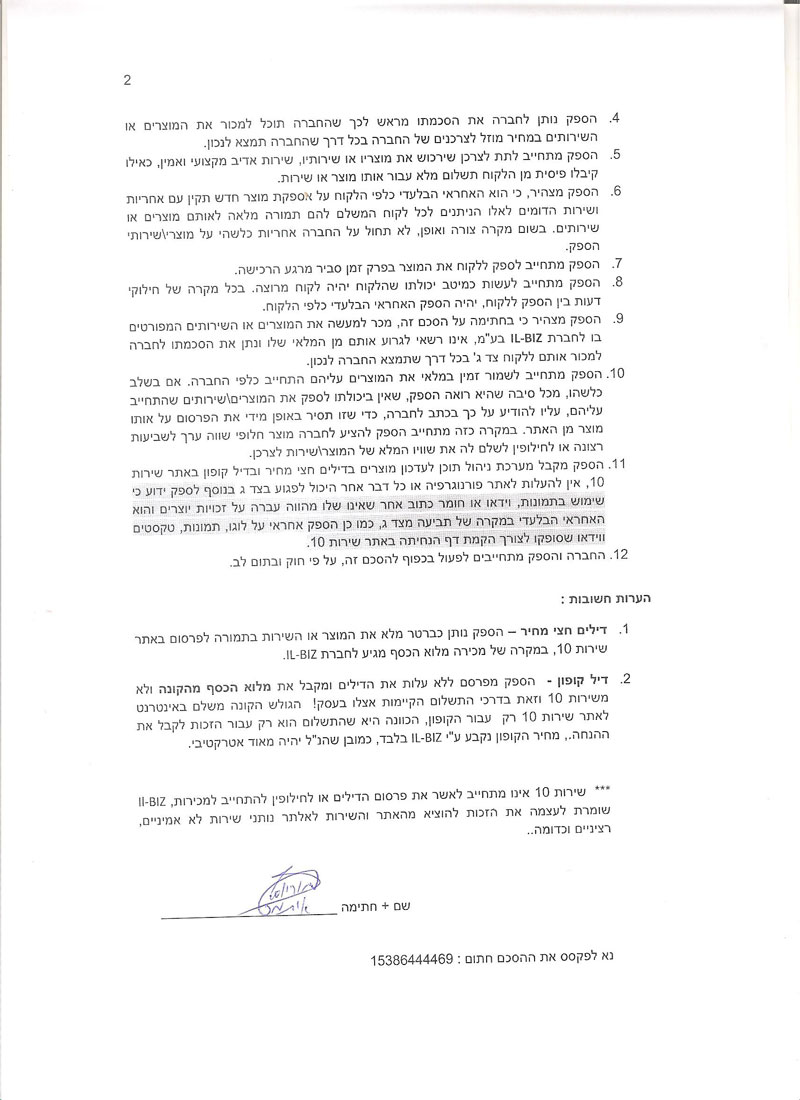 2
4. הספק נותן לחברה את הסכמתו מראש לכך שהחברה תוכל למכור את המוצרים או
השירותים במחיר מוזל לצרכנים של החברה בכל דרך שהחברה תמצא לנכון.
5. הספק מתחייב לתת לצרכן שירכוש את מוצריו או שירותיו, שירות אדיב מקצועי ואמין, כאילו
קיבלו פיסית מן הלקוח תשלום מלא עבור אותו מוצר או שירות.
6. הספק מצהיר, כי הוא האחראי הבלעדי כלפי הלקוח על אספקת מוצר חדש תקין עם אחריות
ושירות הדומים לאלו הניתנים לכל לקוח המשלם להם תמורה מלאה לאותם מוצרים או
שירותים. בשום מקרה צורה ואופן, לא תחול על החברה אחריות כלשהי על מוצרי\שירותי
הספק.
7. הספק מתחייב לספק ללקוח את המוצר בפרק זמן סביר מרגע הרכישה.
8. הספק מתחייב לעשות כמיטב יכולתו שהלקוח יהיה לקוח מרוצה. בכל מקרה של חילוקי
דעות בין הספק ללקוח, יהיה הספק האחראי הבלעדי כלפי הלקוח.
9. הספק מצהיר כי בחתימה על הסכם זה, מכר למעשה את המוצרים או השירותים המפורטים
בו לחברת IL-BIZ בע"מ, אינו רשאי לגרוע אותם מן המלאי שלו ונתן את הסכמתו לחברה
למכור אותם ללקוח צד ג' בכל דרך שתמצא החברה לנכון.
10. הספק מתחייב לשמור זמין במלאי את המוצרים עליהם התחייב כלפי החברה. אם בשלב
כלשהו, מכל סיבה שהיא רואה הספק, שאין ביכולתו לספק את המוצרים\שירותים שהתחייב
עליהם, עליו להודיע על כך בכתב לחברה, כדי שזו תסיר באופן מידי את הפרסום על אותו
מוצר מן האתר. במקרה כזה מתחייב הספק להציע לחברה מוצר חלופי שווה ערך לשביעות
רצונה או לחילופין לשלם לה את שוויו המלא של המוצר\שירות לצרכן.
11. הספק מקבל מערכת ניהול תוכן לעדכון מוצרים בדילים חצי מחיר ובדיל קופון באתר שירות
10, אין להעלות לאתר פורנוגרפיה או כל דבר אחר היכול לפגוע בצד ג בנוסף לספק ידוע כי
שימוש בתמונות, וידאו או חומר כתוב אחר שאינו שלו מהווה עברה על זכויות יוצרים והוא
האחראי הבלעדי במקרה של תביעה מצד ג, כמו כן הספק אחראי על לוגו, תמונות, טקסטים
ווידאו שסופקו לצורך הקמת דף הנחיתה באתר שירות 10.
12. החברה והספק מתחייבים לפעול בכפוף להסכם זה, על פי חוק ובתום לב.
הערות חשובות :
1. דילים חצי מחיר – הספק נותן כברטר מלא את המוצר או השירות בתמורה לפרסום באתר
שירות 10, במקרה של מכירה מלוא הכסף מגיע לחברת IL-BIZ.
2. דיל קופון - הספק מפרסם ללא עלות את הדילים ומקבל את מלוא הכסף מהקונה ולא
משירות 10 וזאת בדרכי התשלום הקיימות אצלו בעסק! הגולש הקונה משלם באינטרנט
לאתר שירות 10 רק עבור הקופון, הכוונה היא שהתשלום הוא רק עבור הזכות לקבל את
ההנחה., מחיר הקופון נקבע ע"י IL-BIZ בלבד, כמובן שהנ"ל יהיה מאוד אטרקטיבי.
*** שירות 10 אינו מתחייב לאשר את פרסום הדילים או לחילופין להתחייב למכירות, Il-BIZ
שומרת לעצמה את הזכות להוציא מהאתר והשירות לאלתר נותני שירות לא אמיניים,
רציניים וכדומה..
שם + חתימה
נא לפקסס את ההסכם חתום : 15386444469